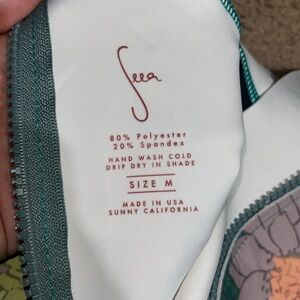 Seea
80% Polyester
20% Spandex
HAND WASH COLD
DRIP DRY IN SHADE
SIZE M
MADE IN USA
SUNNY CALIFORNIA